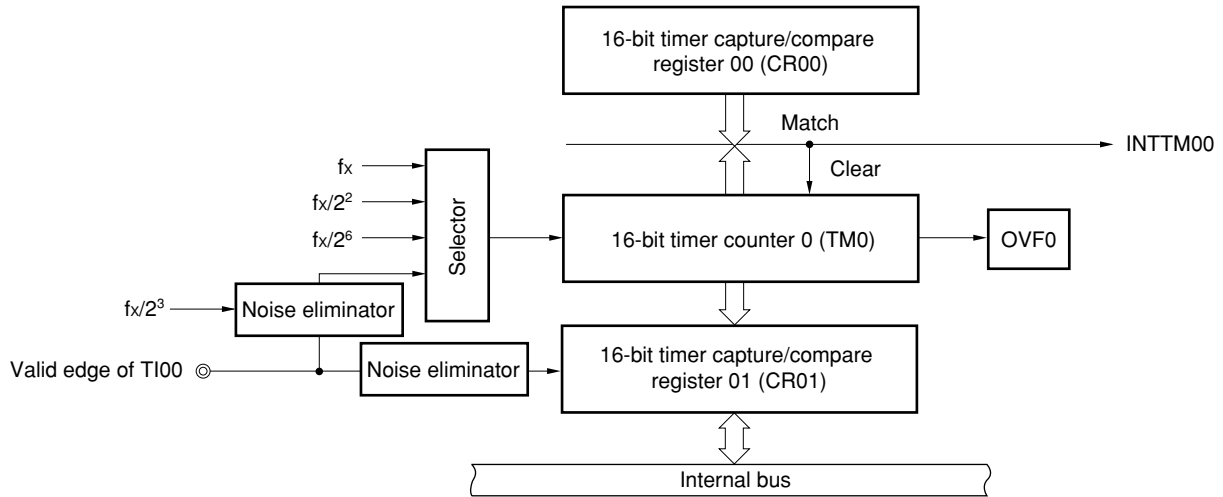 16-bit timer capture/compare
register 00 (CR00)
Match
INTTM00
fx
Clear
fx/2²
Selector
16-bit timer counter 0 (TM0)
OVF0
fx/2⁶
fx/2³
Noise eliminator
Valid edge of TI00
Noise eliminator
16-bit timer capture/compare
register 01 (CR01)
Internal bus